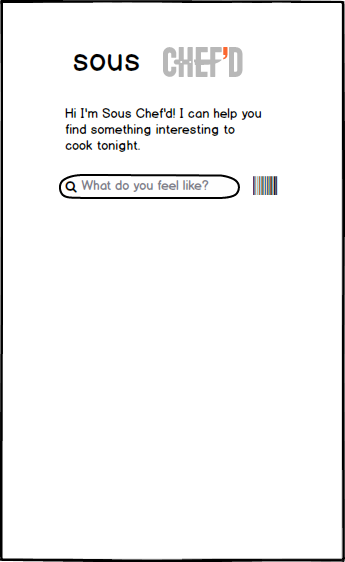 sous CHEF'D
Hi I'm Sous Chef'd! I can help you
find something interesting to
cook tonight.
What do you feel like?